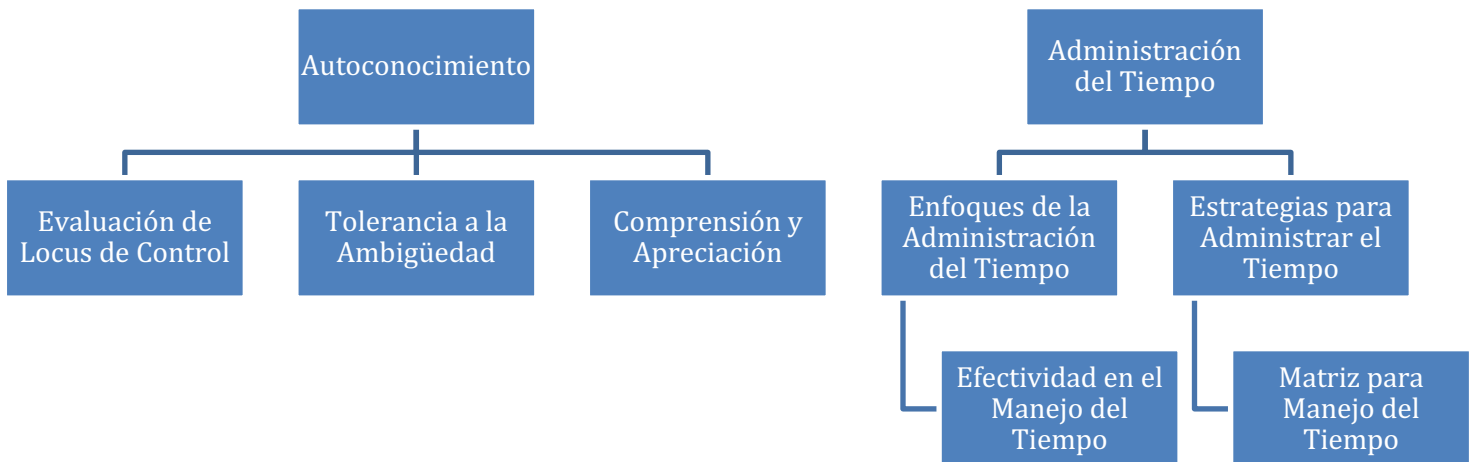 Autoconocimiento
Evaluación de
Locus de Control
Tolerancia a la
Ambigüedad
Comprensión y
Apreciación
Administración
del Tiempo
Enfoques de la
Administración
del Tiempo
Efectividad en el
Manejo del
Tiempo
Estrategias para
Administrar el
Tiempo
Matriz para
Manejo del
Tiempo